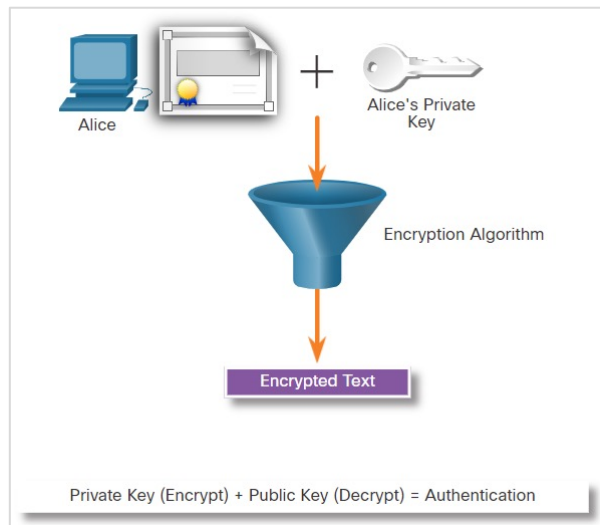 Alice
Alice's Private
Key
Encryption Algorithm
Encrypted Text
Private Key (Encrypt) + Public Key (Decrypt) = Authentication